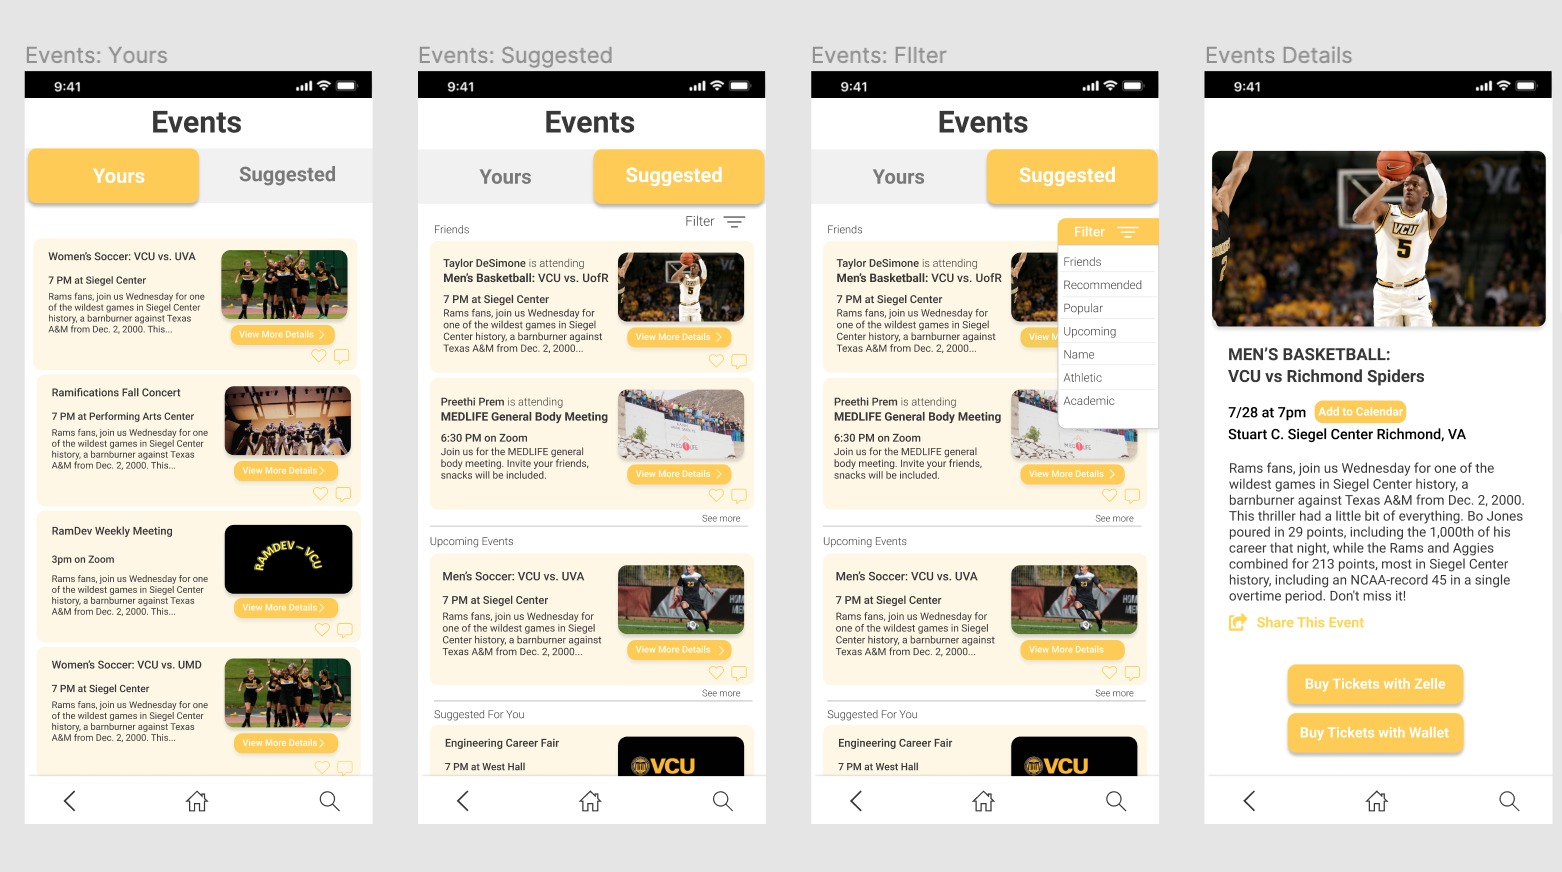 Events: Yours
9:41
Events
Yours
Suggested
Women's Soccer: VCU vs. UVA
7 PM at Siegel Center
Rams fans, join us Wednesday for one
of the wildest games in Siegel Center
history, a barnburner against Texas
A&M from Dec. 2, 2000. This...
View More Details
Ramifications Fall Concert
7 PM at Performing Arts Center
Rams fans, join us Wednesday for one
of the wildest games in Siegel Center
history, a barnburner against Texas
A&M from Dec. 2, 2000. This...
View More Details
RamDev Weekly Meeting
3pm on Zoom
Rams fans, join us Wednesday for one
of the wildest games in Siegel Center
history, a barnburner against Texas
A&M from Dec. 2, 2000. This...
RAMDEV - VCU
View More Details
Women's Soccer: VCU vs. UMD
7 PM at Siegel Center
Rams fans, join us Wednesday for one
of the wildest games in Siegel Center
history, a barnburner against Texas
A&M from Dec. 2, 2000. This...
View More Details
Events: Suggested
9:41
Events
Yours
Suggested
Filter
Friends
Taylor DeSimone is attending
Men's Basketball: VCU vs. UofR
7 PM at Siegel Center
Rams fans, join us Wednesday for
one of the wildest games in Siegel
Center history, a barnburner against
Texas A&M from Dec. 2, 2000...
5
View More Details
Preethi Prem is attending
MEDLIFE General Body Meeting
6:30 PM on Zoom
Join us for the MEDLIFE general
body meeting. Invite your friends,
snacks will be included.
View More Details
See more
Upcoming Events
Men's Soccer: VCU vs. UVA
7 PM at Siegel Center
Rams fans, join us Wednesday for
one of the wildest games in Siegel
Center history, a barnburner against
Texas A&M from Dec. 2, 2000...
23
View More Details
See more
Suggested For You
Engineering Career Fair
7 PM at West Hall
VCU
Events: FIlter
9:41
Events
Yours
Suggested
Filter
Friends
Recommended
Popular
Upcoming
Name
Athletic
Academic
Friends
Taylor DeSimone is attending
Men's Basketball: VCU vs. UofR
7 PM at Siegel Center
Rams fans, join us Wednesday for
one of the wildest games in Siegel
Center history, a barnburner against
Texas A&M from Dec. 2, 2000...
View M
Preethi Prem is attending
MEDLIFE General Body Meeting
6:30 PM on Zoom
Join us for the MEDLIFE general
body meeting. Invite your friends,
snacks will be included.
View More Details
See more
Upcoming Events
Men's Soccer: VCU vs. UVA
7 PM at Siegel Center
Rams fans, join us Wednesday for
one of the wildest games in Siegel
Center history, a barnburner against
Texas A&M from Dec. 2, 2000...
View More Details
See more
Suggested For You
Engineering Career Fair
7 PM at West Hall
VCU
Events Details
9:41
VCU
5
MEN'S BASKETBALL:
VCU vs Richmond Spiders
7/28 at 7pm
Add to Calendar
Stuart C. Siegel Center Richmond, VA
Rams fans, join us Wednesday for one of the
wildest games in Siegel Center history, a
barnburner against Texas A&M from Dec. 2, 2000.
This thriller had a little bit of everything. Bo Jones
poured in 29 points, including the 1,000th of his
career that night, while the Rams and Aggies
combined for 213 points, most in Siegel Center
history, including an NCAA-record 45 in a single
overtime period. Don't miss it!
Share This Event
Buy Tickets with Zelle
Buy Tickets with Wallet